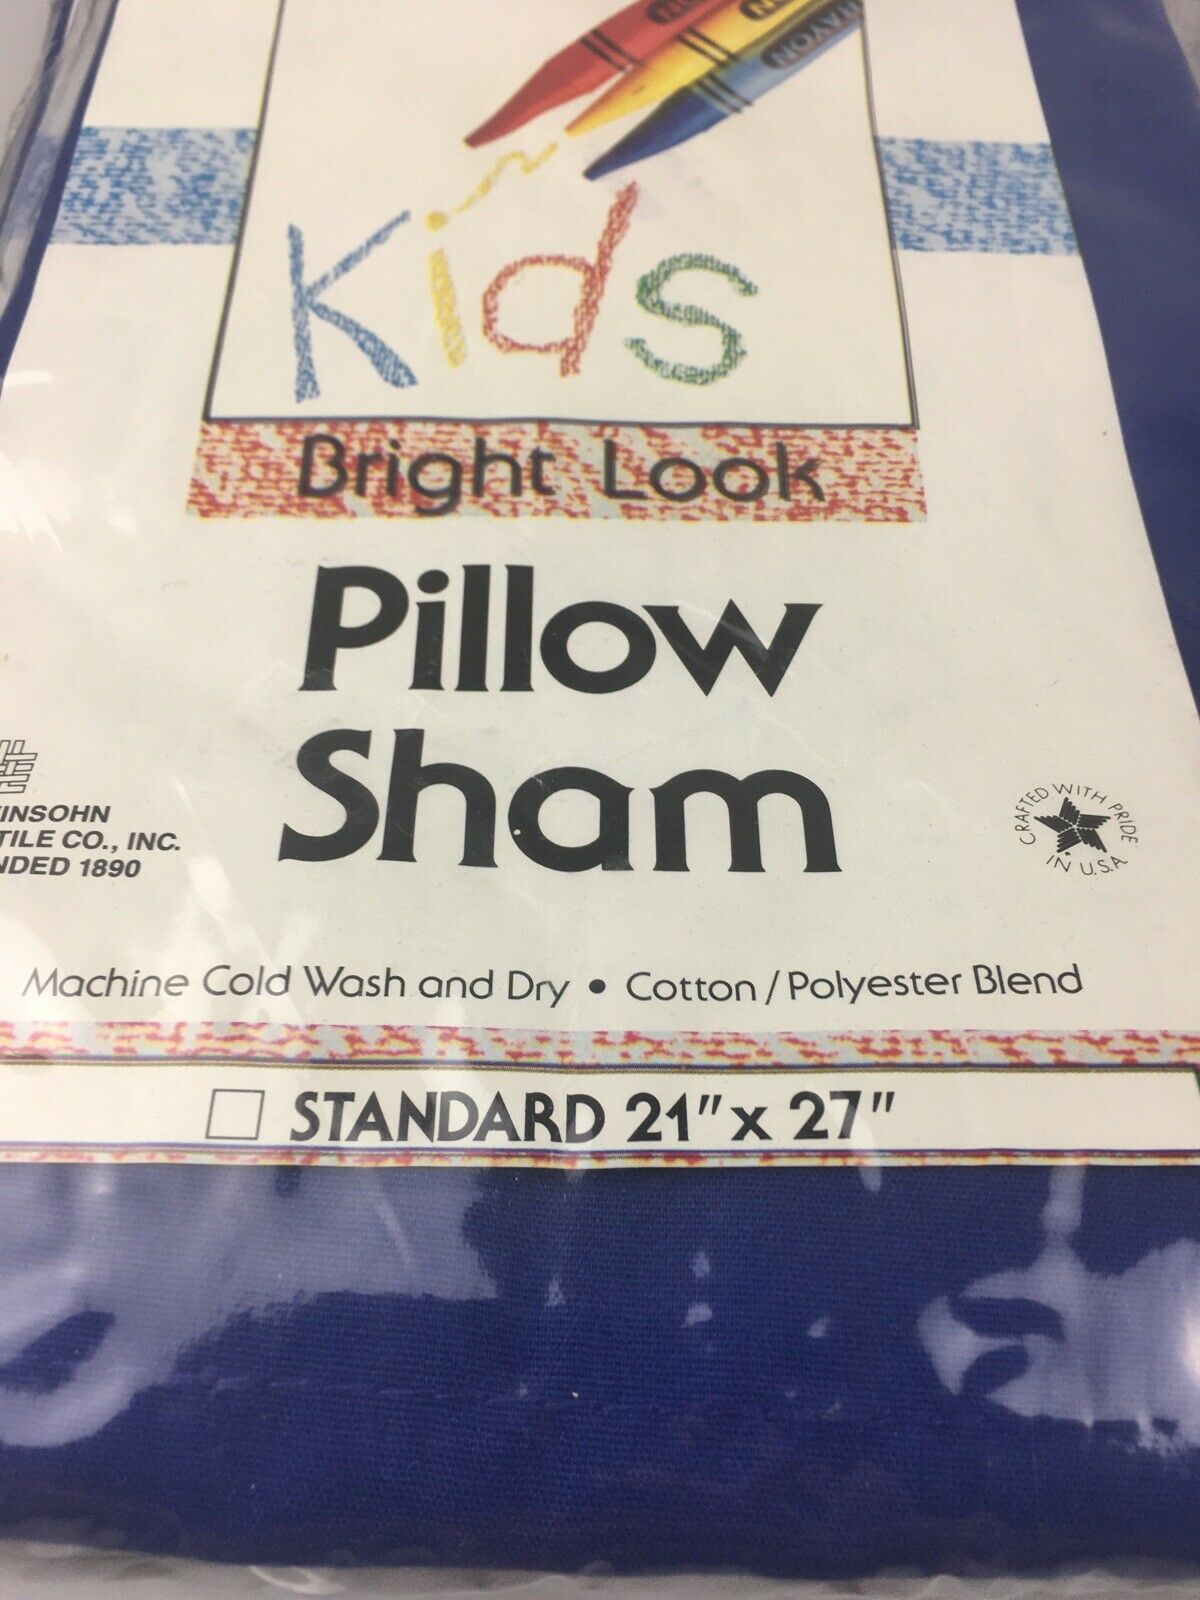 Kids
Bright Look
Pillow
Sham
INSOHN
TILE CO., INC.
NDED 1890
CRAFTED WITH PRIDE
IN U.S.A
Machine Cold Wash and Dry • Cotton / Polyester Blend
STANDARD 21" x 27"